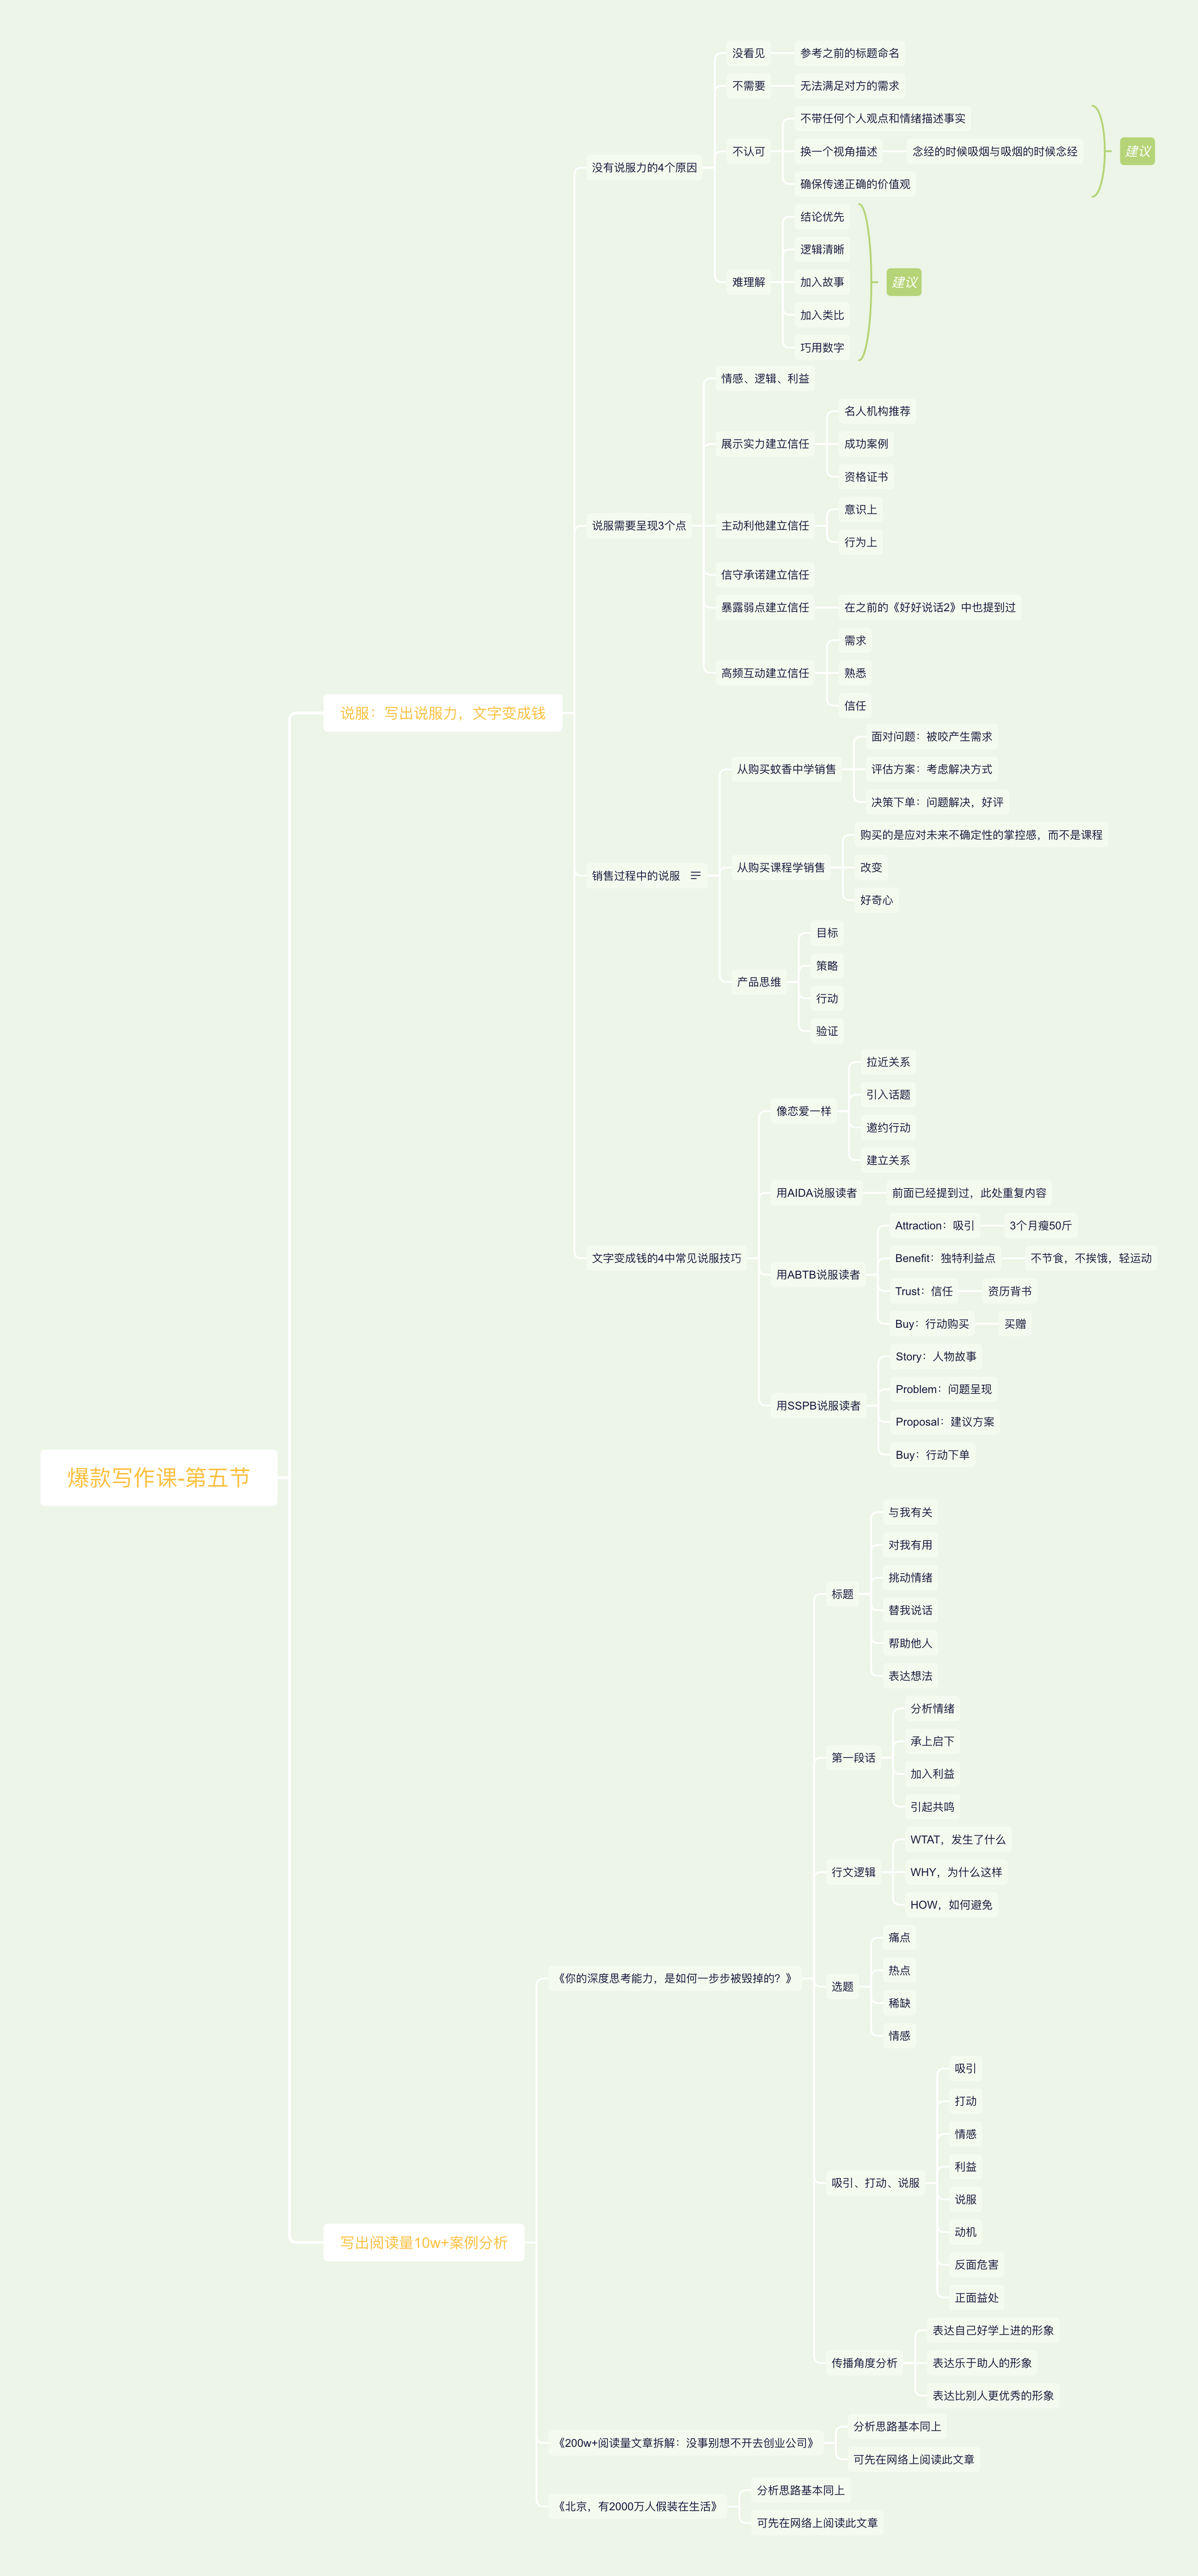 爆款写作课-第五节
说服：写出说服力，文字变成钱
没有说服力的4个原因
没看见
参考之前的标题命名
不需要
无法满足对方的需求
不认可
不带任何个人观点和情绪描述事实
换一个视角描述
念经的时候吸烟与吸烟的时候念经
确保传递正确的价值观
建议
难理解
结论优先
逻辑清晰
加入故事
加入类比
巧用数字
建议
说服需要呈现3个点
情感、逻辑、利益
展示实力建立信任
名人机构推荐
成功案例
资格证书
主动利他建立信任
意识上
行为上
信守承诺建立信任
暴露弱点建立信任
在之前的《好好说话2》中也提到过
高频互动建立信任
需求
熟悉
信任
销售过程中的说服
从购买蚊香中学销售
面对问题：被咬产生需求
评估方案：考虑解决方式
决策下单：问题解决，好评
从购买课程学销售
购买的是应对未来不确定性的掌控感，而不是课程
改变
好奇心
产品思维
目标
策略
行动
验证
文字变成钱的4中常见说服技巧
像恋爱一样
拉近关系
引入话题
邀约行动
建立关系
用AIDA说服读者
前面已经提到过，此处重复内容
用ABTB说服读者
Attraction：吸引
3个月瘦50斤
Benefit：独特利益点
不节食，不挨饿，轻运动
Trust：信任
资历背书
Buy：行动购买
买赠
用SSPB说服读者
Story：人物故事
Problem：问题呈现
Proposal：建议方案
Buy：行动下单
写出阅读量10w+案例分析
《你的深度思考能力，是如何一步步被毁掉的？》
标题
与我有关
对我有用
挑动情绪
替我说话
帮助他人
表达想法
第一段话
分析情绪
承上启下
加入利益
引起共鸣
行文逻辑
WTAT，发生了什么
WHY，为什么这样
HOW，如何避免
选题
痛点
热点
稀缺
情感
吸引、打动、说服
吸引
打动
情感
利益
说服
动机
反面危害
正面益处
传播角度分析
表达自己好学上进的形象
表达乐于助人的形象
表达比别人更优秀的形象
《200w+阅读量文章拆解：没事别想不开去创业公司》
分析思路基本同上
可先在网络上阅读此文章
《北京，有2000万人假装在生活》
分析思路基本同上
可先在网络上阅读此文章